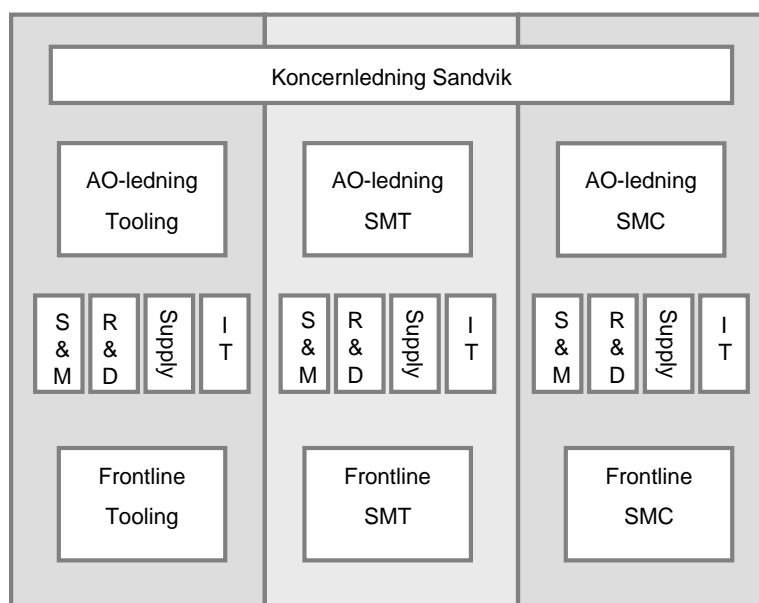 Koncernledning Sandvik
AO-ledning
Tooling
AO-ledning
SMT
AO-ledning
SMC
S
&
M
R
&
D
Supply
I
T
S
&
M
R
&
D
Supply
I
T
S
&
M
R
&
D
Supply
I
T
Frontline
Tooling
Frontline
SMT
Frontline
SMC